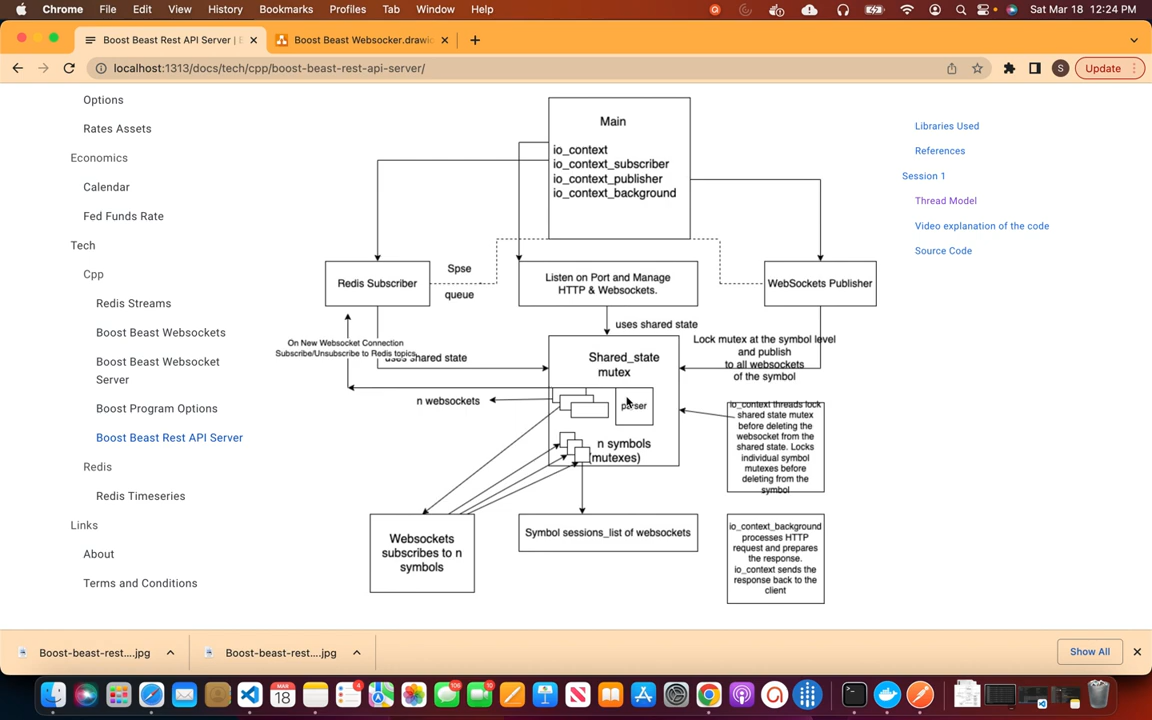 Chrome File Edit View History Bookmarks Profiles Tab Window Help Sat Mar 18 12:24 PM
Boost Beast Rest API Server | B
Boost Beast Websocker.drawio
localhost:1313/docs/tech/cpp/boost-beast-rest-api-server/
S
Update
Options
Rates Assets
Economics
Calendar
Fed Funds Rate
Tech
Cpp
Redis Streams
Boost Beast Websockets
Boost Beast Websocket
Server
Boost Program Options
Boost Beast Rest API Server
Redis
Redis Timeseries
Links
About
Terms and Conditions
Main
io_context
io_context_subscriber
io_context_publisher
io_context_background
Redis Subscriber
Spse
queue
Listen on Port and Manage
HTTP & Websockets.
WebSockets Publisher
uses shared state
On New Websocket Connection
Subscribe/Unsubscribe to Redis topics
uses shared state
Lock mutex at the symbol level
and publish
to all websockets
of the symbol
Shared_state
mutex
n websockets
parser
n symbols
(mutexes)
io_context threads lock
shared state mutex
before deleting the
websocket from the
shared state. Locks
individual symbol
mutexes before
deleting from the
symbol
Websockets
subscribes to n
symbols
Symbol sessions_list of websockets
io_context_background
processes HTTP
request and prepares
the response.
io_context sends the
response back to the
client
Libraries Used
References
Session 1
Thread Model
Video explanation of the code
Source Code
Boost-beast-rest....jpg
Boost-beast-rest....jpg
Show All
MAR
18
4
106
10